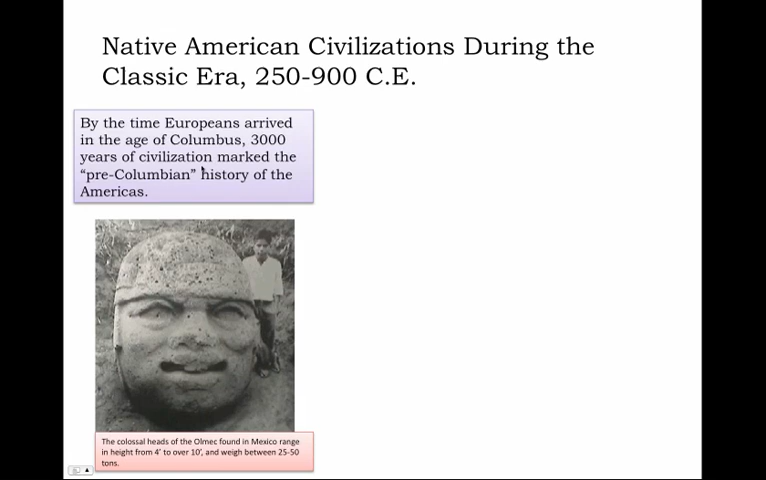 Native American Civilizations During the
Classic Era, 250-900 C.E.
By the time Europeans arrived
in the age of Columbus, 3000
years of civilization marked the
“pre-Columbian” history of the
Americas.
The colossal heads of the Olmec found in Mexico range
in height from 4’ to over 10’, and weigh between 25-50
tons.